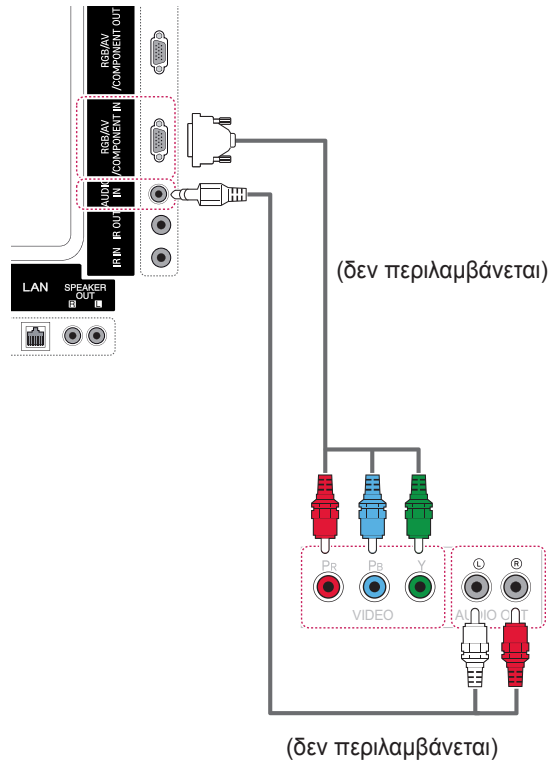 RGB/AV
/COMPONENT OUT
RGB/AV
/COMPONENT IN
AUDIO
IN
IR OUT
IR IN
LAN
SPEAKER
OUT
R L
(δεν περιλαμβάνεται)
PR PB Y
VIDEO
L R
AUDIO OUT
(δεν περιλαμβάνεται)